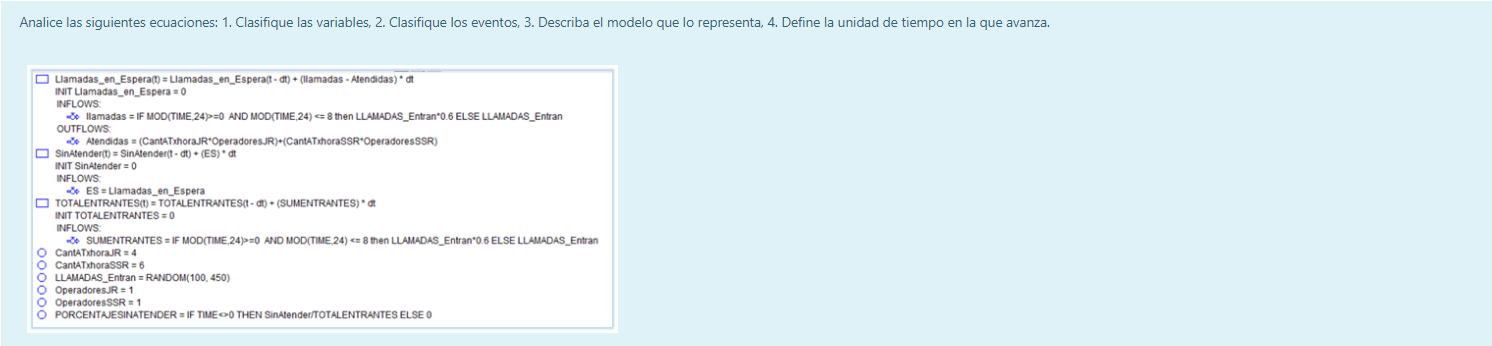 Analice las siguientes ecuaciones: 1. Clasifique las variables, 2. Clasifique los eventos, 3. Describa el modelo que lo representa, 4. Define la unidad de tiempo en la que avanza.
Llamadas_en_Espera(t) = Llamadas_en_Espera(t - dt) + (llamadas - Atendidas) * dt
INIT Llamadas_en_Espera = 0
INFLOWS:
llamadas = IF MOD(TIME,24)>=0 AND MOD(TIME,24) <= 8 then LLAMADAS_Entran*0.6 ELSE LLAMADAS_Entran
OUTFLOWS:
Atendidas = (CantATxhoraJR*OperadoresJR)+(CantATxhoraSSR*OperadoresSSR)
SinAtender(t) = SinAtender(t - dt) + (ES) * dt
INIT SinAtender = 0
INFLOWS:
ES = Llamadas_en_Espera
TOTALENTRANTES(t) = TOTALENTRANTES(t - dt) + (SUMENTRANTES) * dt
INIT TOTALENTRANTES = 0
INFLOWS:
SUMENTRANTES = IF MOD(TIME,24)>=0 AND MOD(TIME,24) <= 8 then LLAMADAS_Entran*0.6 ELSE LLAMADAS_Entran
CantATxhoraJR = 4
CantATxhoraSSR = 6
LLAMADAS_Entran = RANDOM(100, 450)
OperadoresJR = 1
OperadoresSSR = 1
PORCENTAJESINATENDER = IF TIME<>0 THEN SinAtender/TOTALENTRANTES ELSE 0